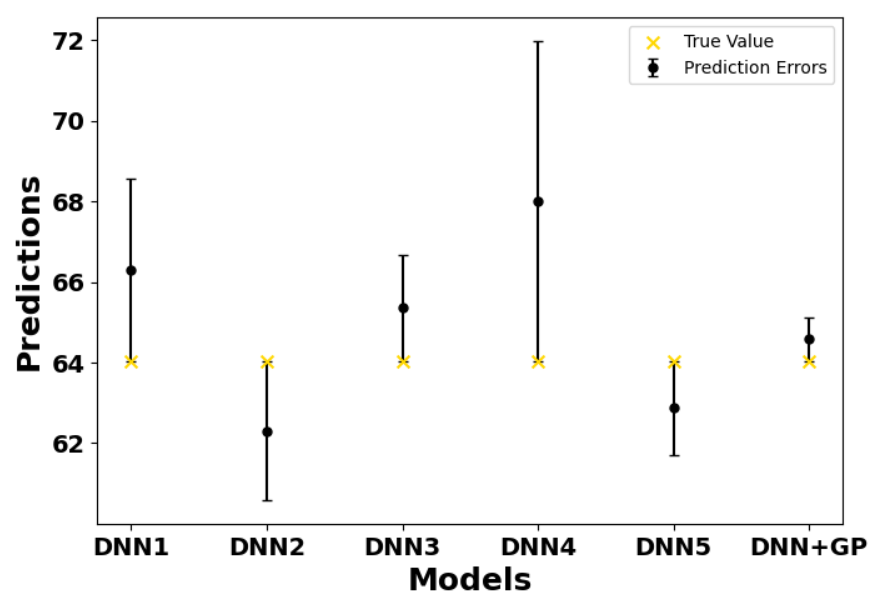 72
70
68
66
64
62
Predictions
True Value
Prediction Errors
DNN1 DNN2 DNN3 DNN4 DNN5 DNN+GP
Models